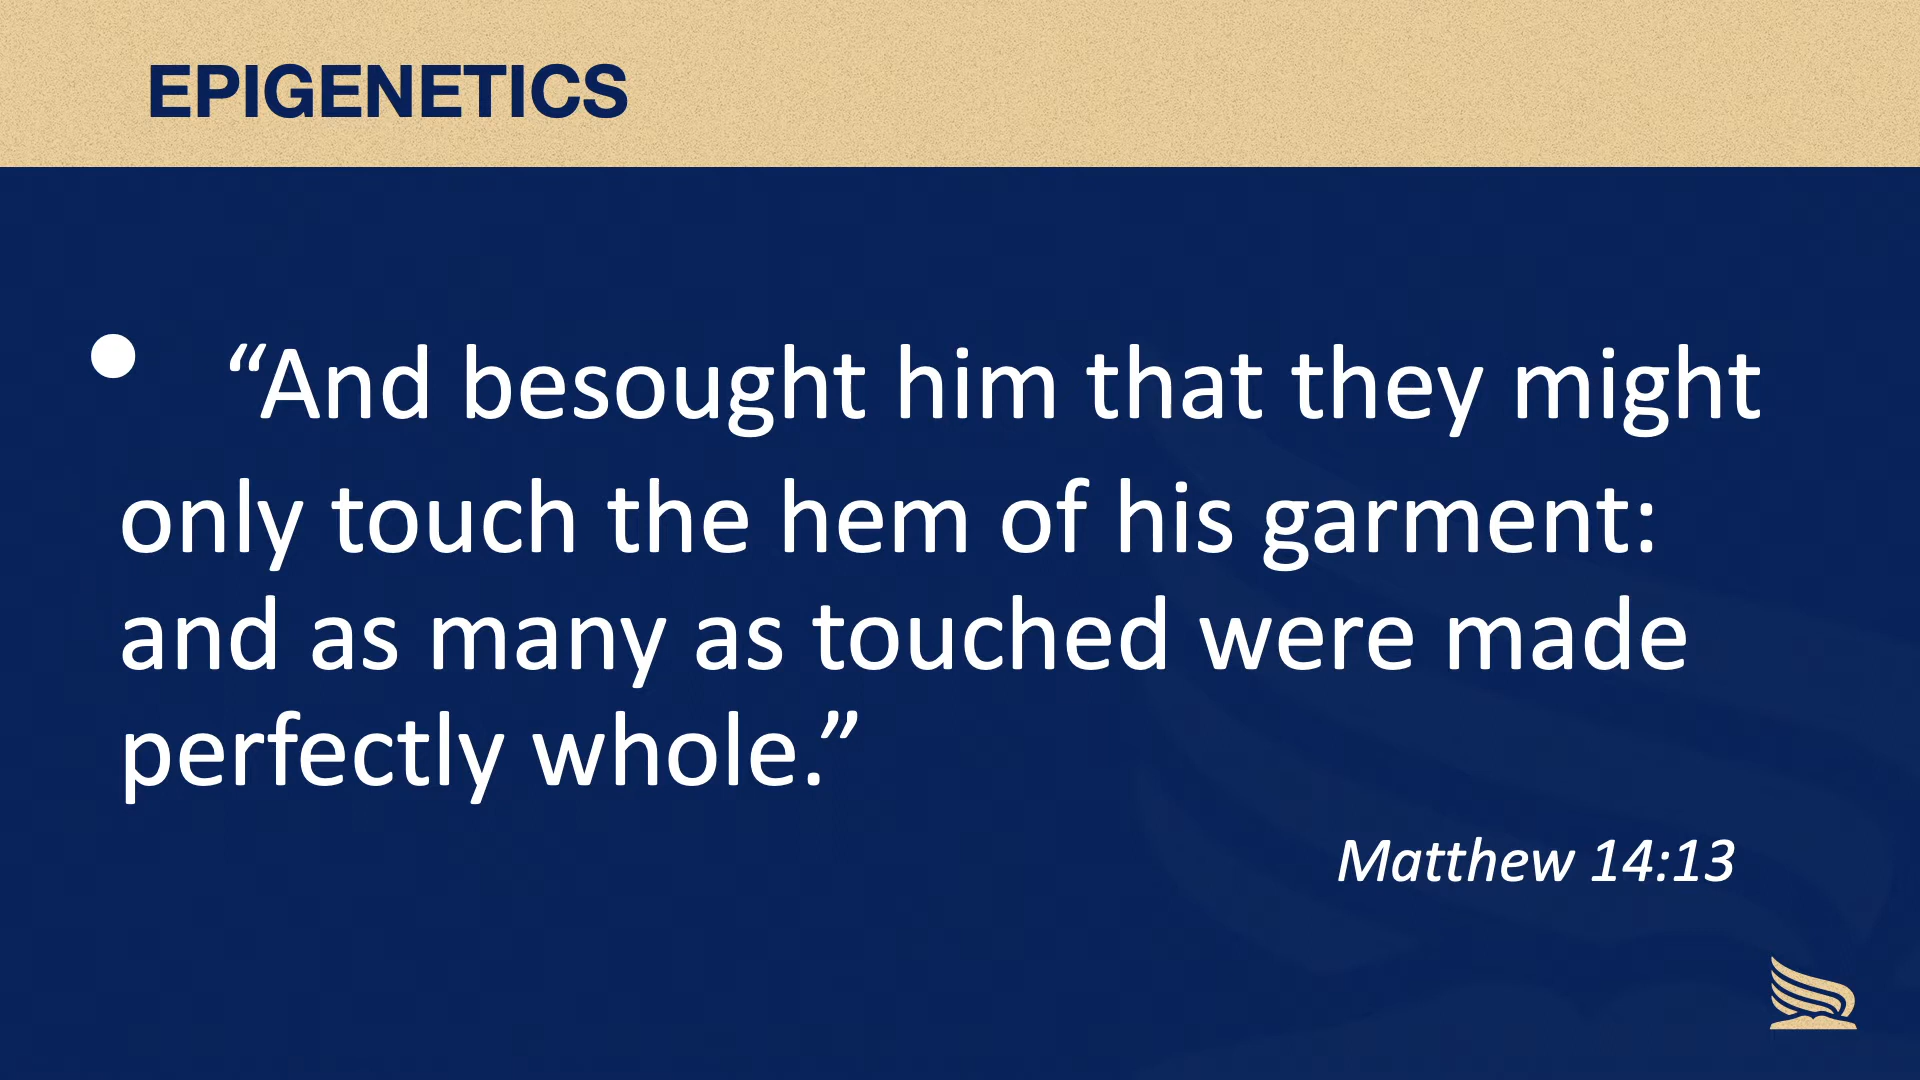 EPIGENETICS
• “And besought him that they might
only touch the hem of his garment:
and as many as touched were made
perfectly whole.”
Matthew 14:13